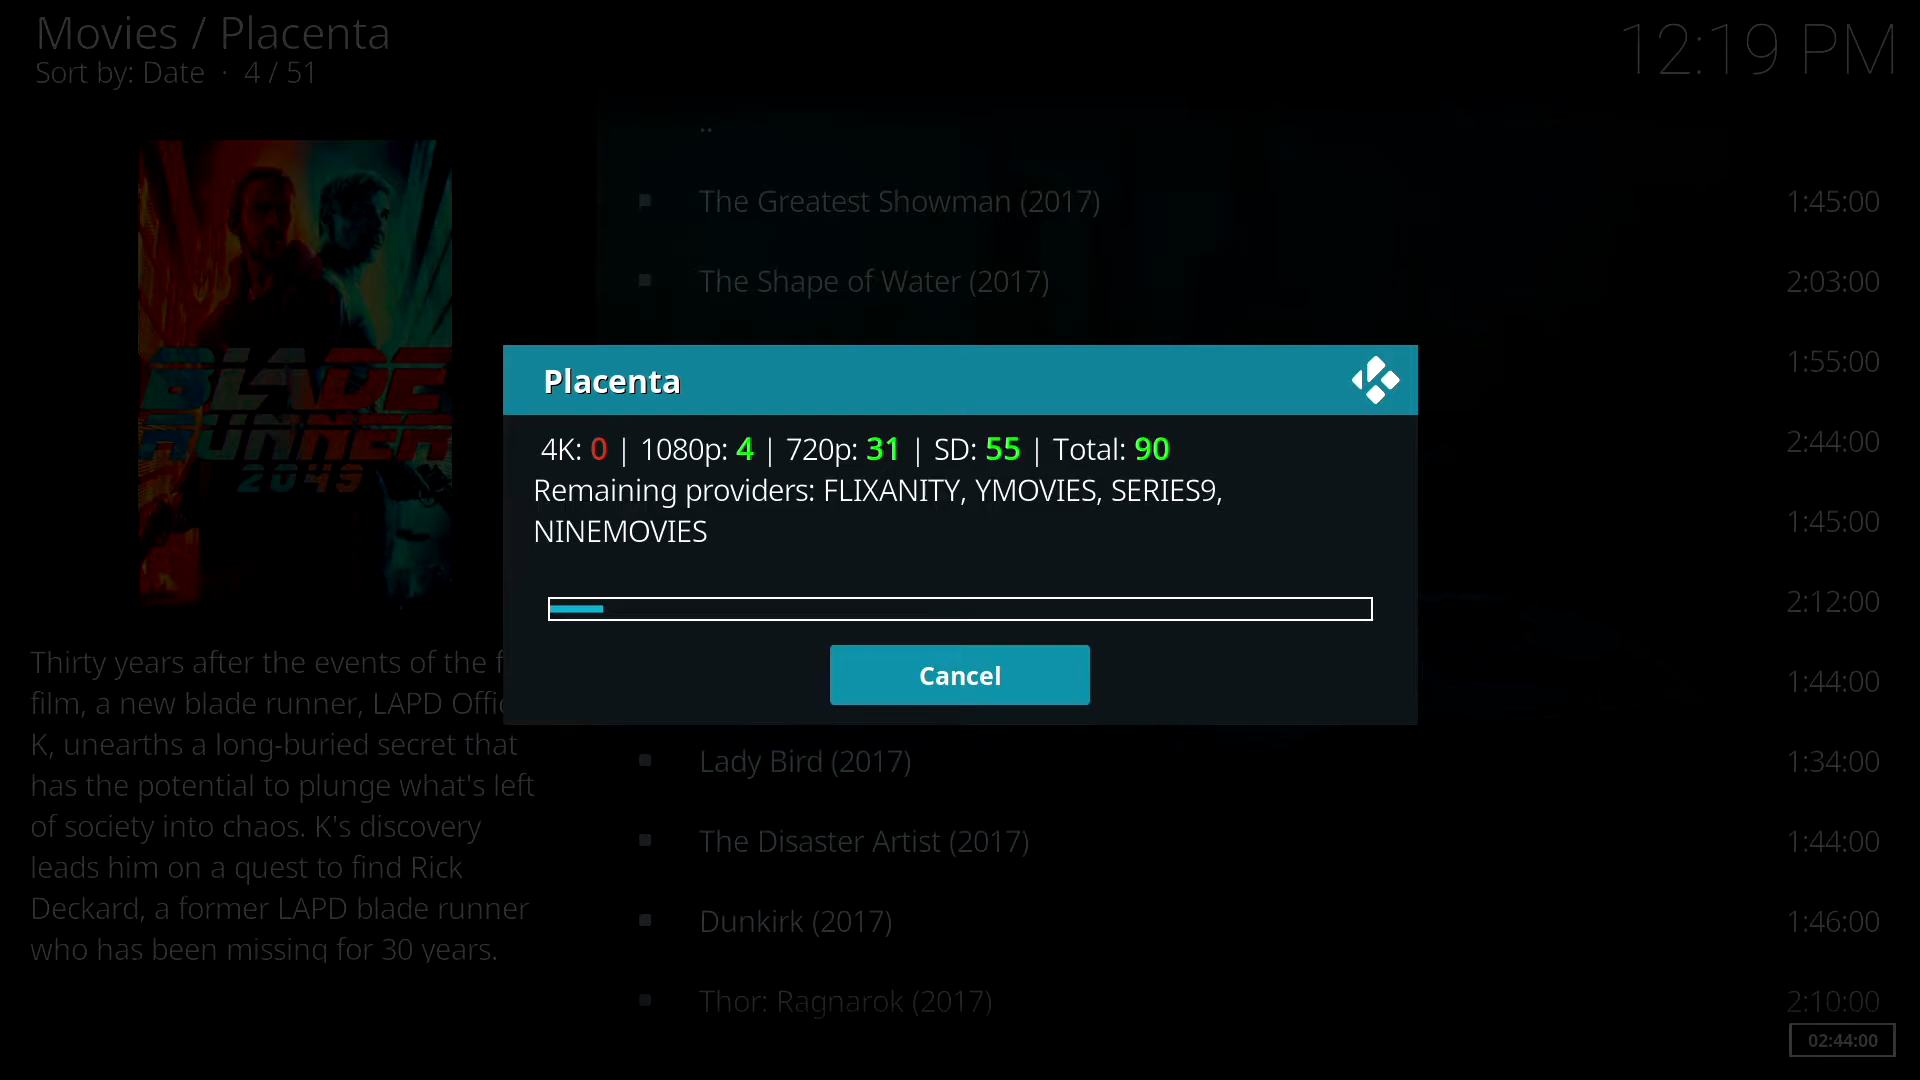 Movies / Placenta
Sort by: Date · 4 / 51
12:19 PM
..
The Greatest Showman (2017) 1:45:00
The Shape of Water (2017) 2:03:00
1:55:00
2:44:00
1:45:00
2:12:00
1:44:00
Lady Bird (2017) 1:34:00
The Disaster Artist (2017) 1:44:00
Dunkirk (2017) 1:46:00
Thor: Ragnarok (2017) 2:10:00
02:44:00
BLADE
RUNNER
2049
Thirty years after the events of the f
film, a new blade runner, LAPD Offic
K, unearths a long-buried secret that
has the potential to plunge what's left
of society into chaos. K's discovery
leads him on a quest to find Rick
Deckard, a former LAPD blade runner
who has been missing for 30 years.
Placenta
4K: 0 | 1080p: 4 | 720p: 31 | SD: 55 | Total: 90
Remaining providers: FLIXANITY, YMOVIES, SERIES9,
NINEMOVIES
Cancel